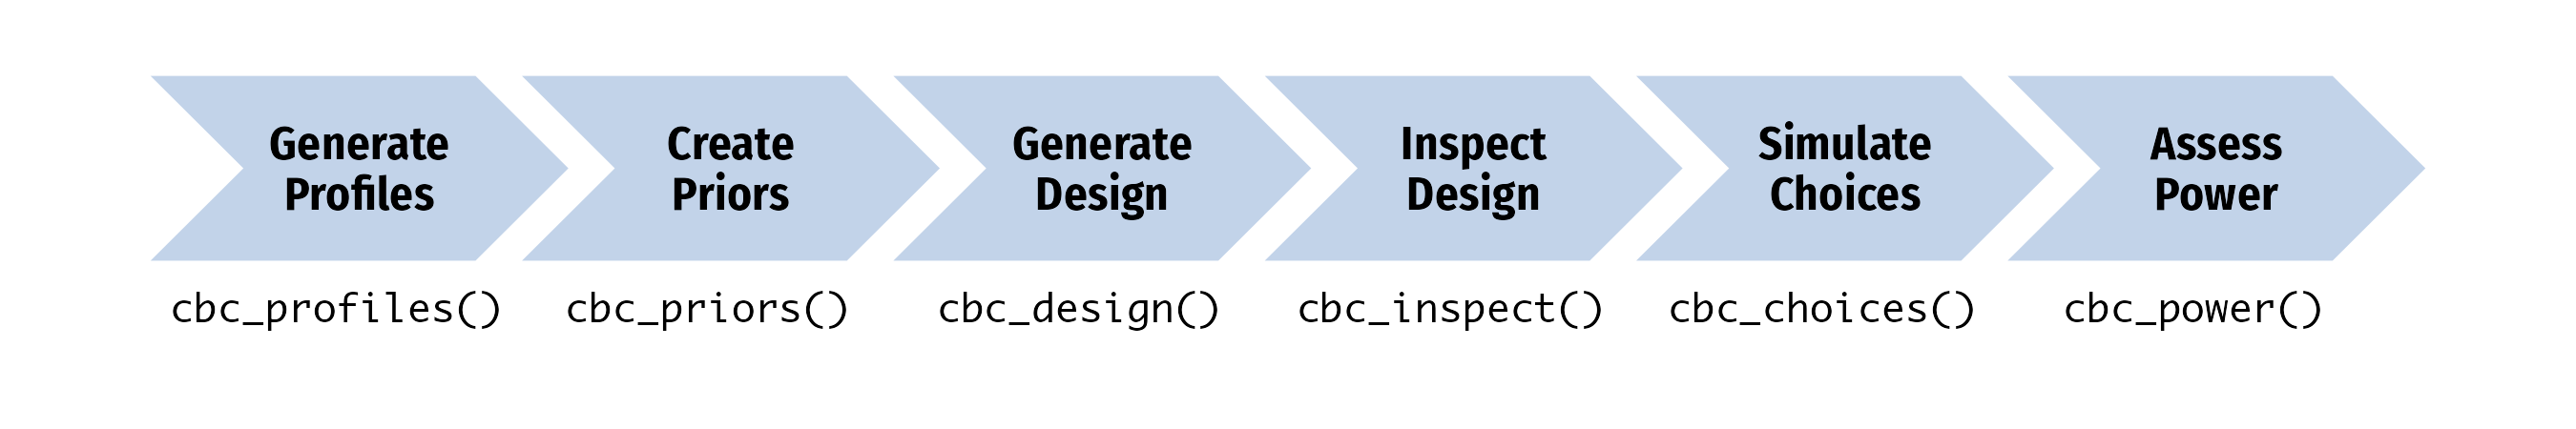 Generate
Profiles
Create
Priors
Generate
Design
Inspect
Design
Simulate
Choices
Assess
Power
cbc_profiles()
cbc_priors()
cbc_design()
cbc_inspect()
cbc_choices()
cbc_power()